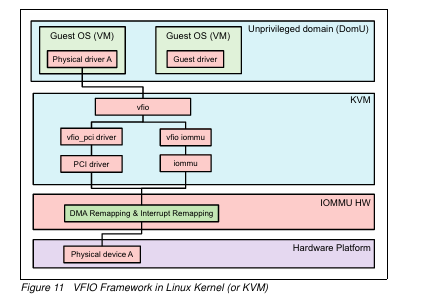 Unprivileged domain (DomU)
Guest OS (VM)
Guest OS (VM)
Physical driver A
Guest driver
KVM
vfio
vfio_pci driver
vfio iommu
PCI driver
iommu
IOMMU HW
DMA Remapping & Interrupt Remapping
Hardware Platform
Physical device A
Figure 11 VFIO Framework in Linux Kernel (or KVM)